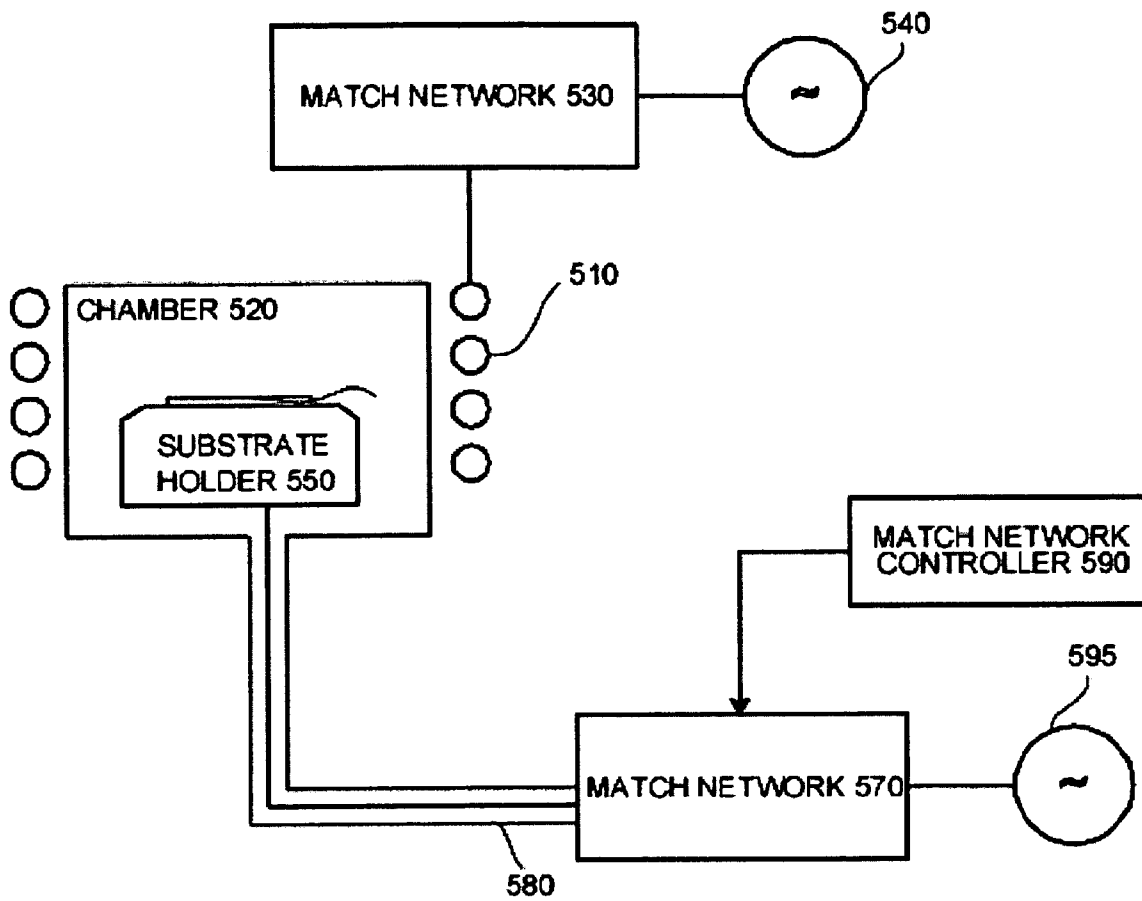 540
MATCH NETWORK 530
510
CHAMBER 520
SUBSTRATE
HOLDER 550
MATCH NETWORK
CONTROLLER 590
595
MATCH NETWORK 570
580